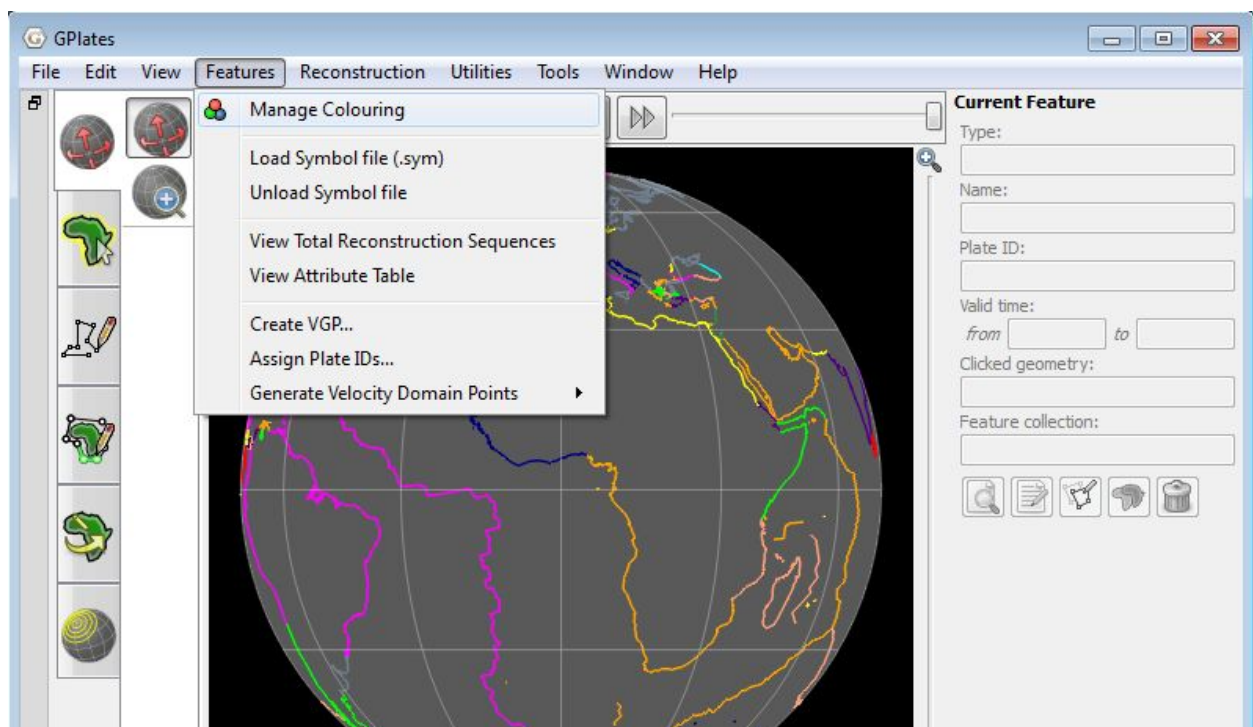 GPlates
File Edit View Features Reconstruction Utilities Tools Window Help
Manage Colouring
Load Symbol file (.sym)
Unload Symbol file
View Total Reconstruction Sequences
View Attribute Table
Create VGP...
Assign Plate IDs...
Generate Velocity Domain Points
Current Feature
Type:
Name:
Plate ID:
Valid time:
from to
Clicked geometry:
Feature collection: